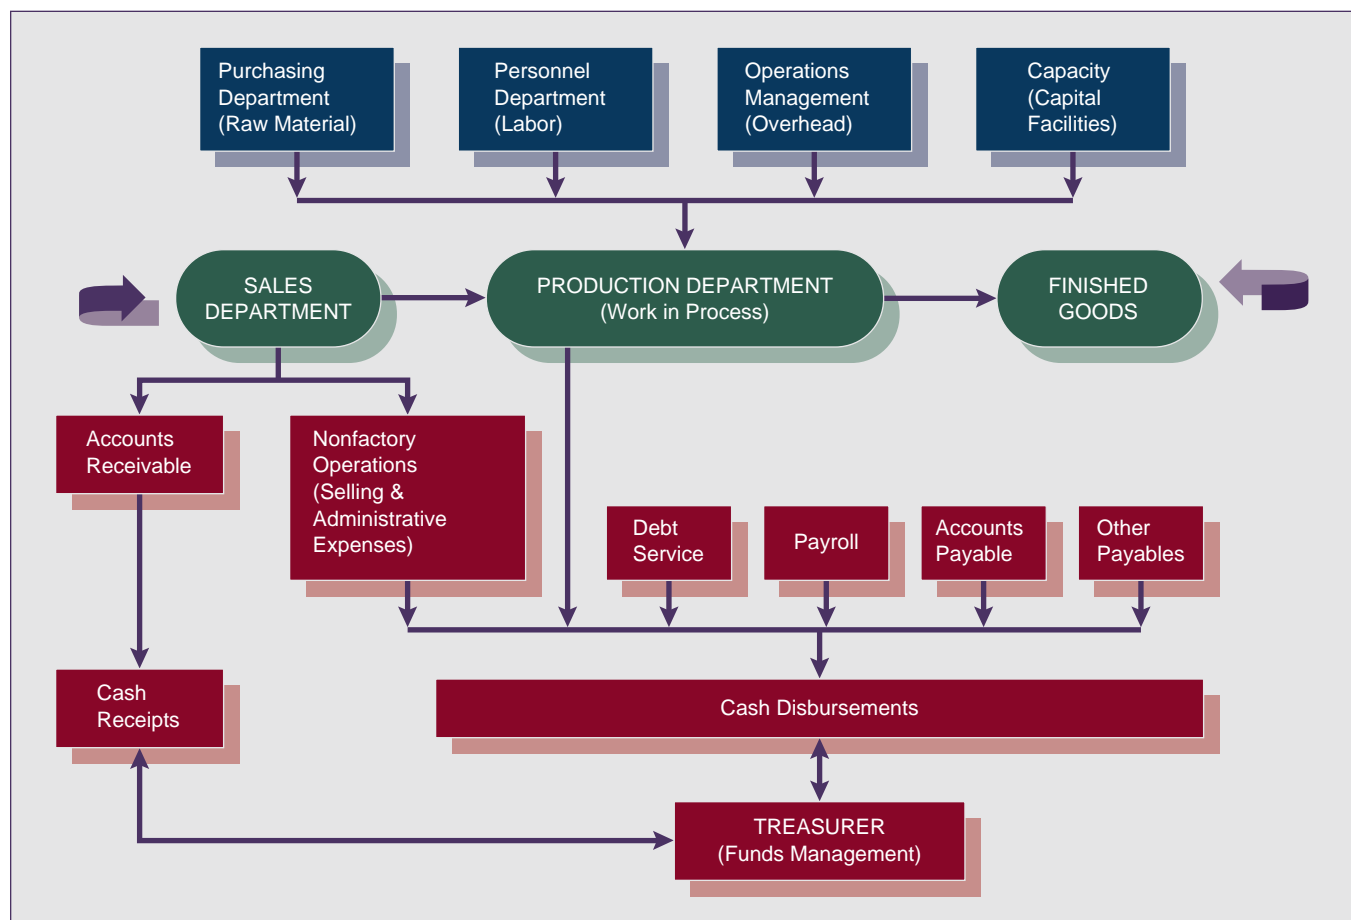 Purchasing
Department
(Raw Material)
Personnel
Department
(Labor)
Operations
Management
(Overhead)
Capacity
(Capital
Facilities)
SALES
DEPARTMENT
PRODUCTION DEPARTMENT
(Work in Process)
FINISHED
GOODS
Accounts
Receivable
Nonfactory
Operations
(Selling &
Administrative
Expenses)
Debt
Service
Payroll
Accounts
Payable
Other
Payables
Cash
Receipts
Cash Disbursements
TREASURER
(Funds Management)